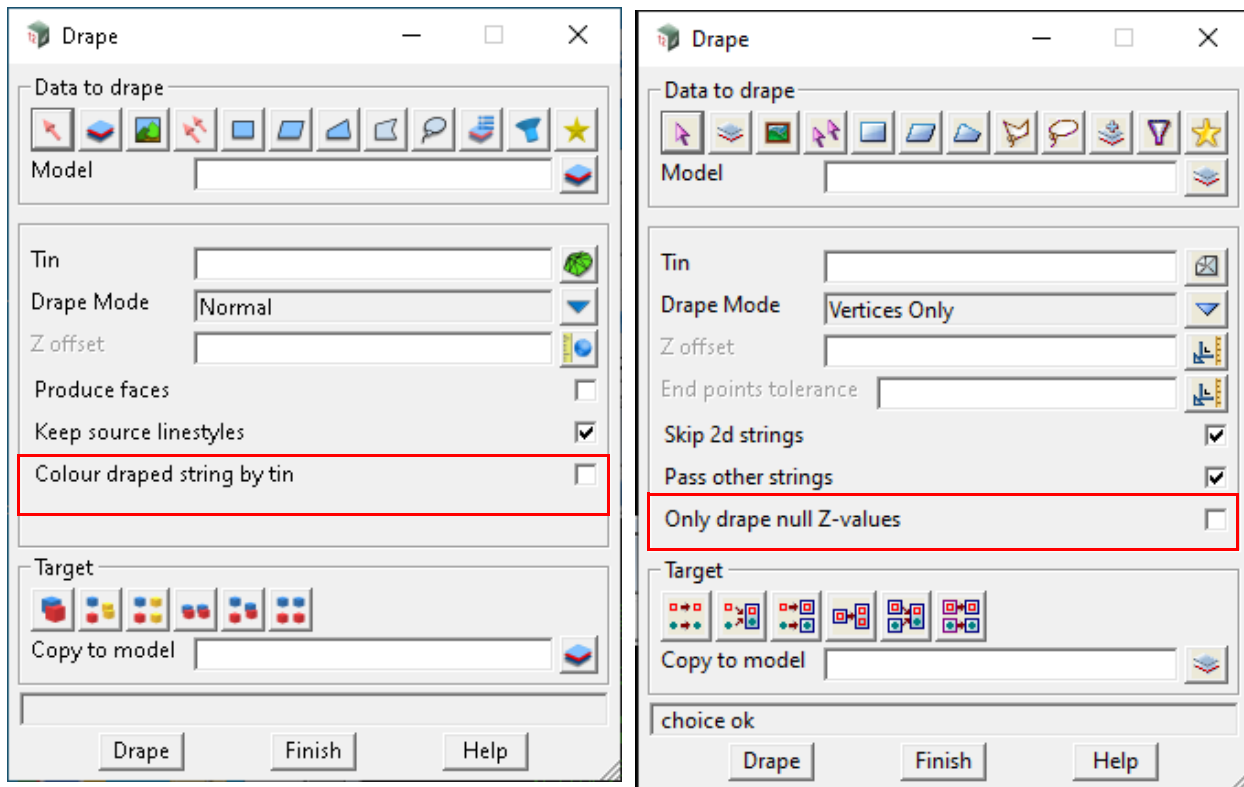 Drape
Data to drape
Model
Tin
Drape Mode
Normal
Z offset
Produce faces
Keep source linestyles
Colour draped string by tin
Target
Copy to model
Drape
Finish
Help
Drape
Data to drape
Model
Tin
Drape Mode
Vertices Only
Z offset
End points tolerance
Skip 2d strings
Pass other strings
Only drape null Z-values
Target
Copy to model
choice ok
Drape
Finish
Help